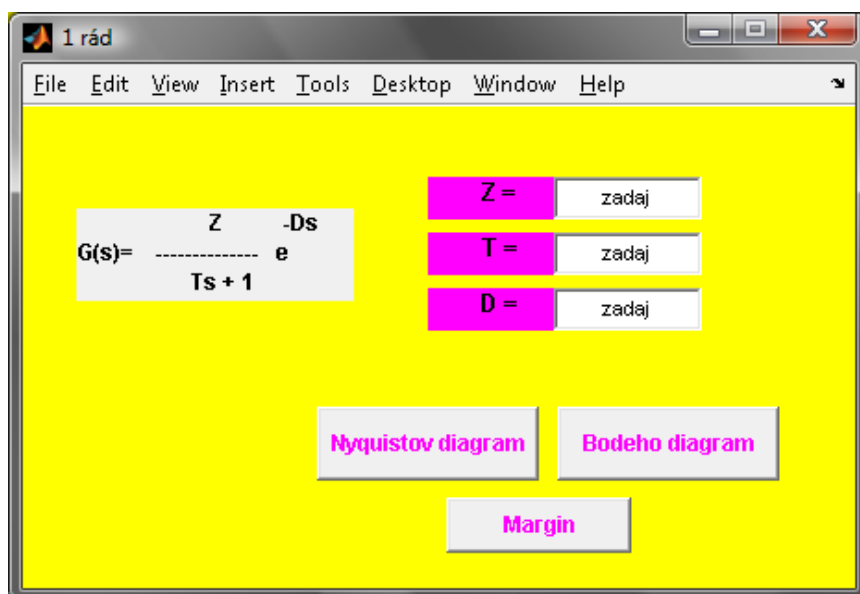 1 rád
File Edit View Insert Tools Desktop Window Help
Z -Ds
G(s)= --------------- e
Ts + 1
Z = zadaj
T = zadaj
D = zadaj
Nyquistov diagram Bodeho diagram
Margin